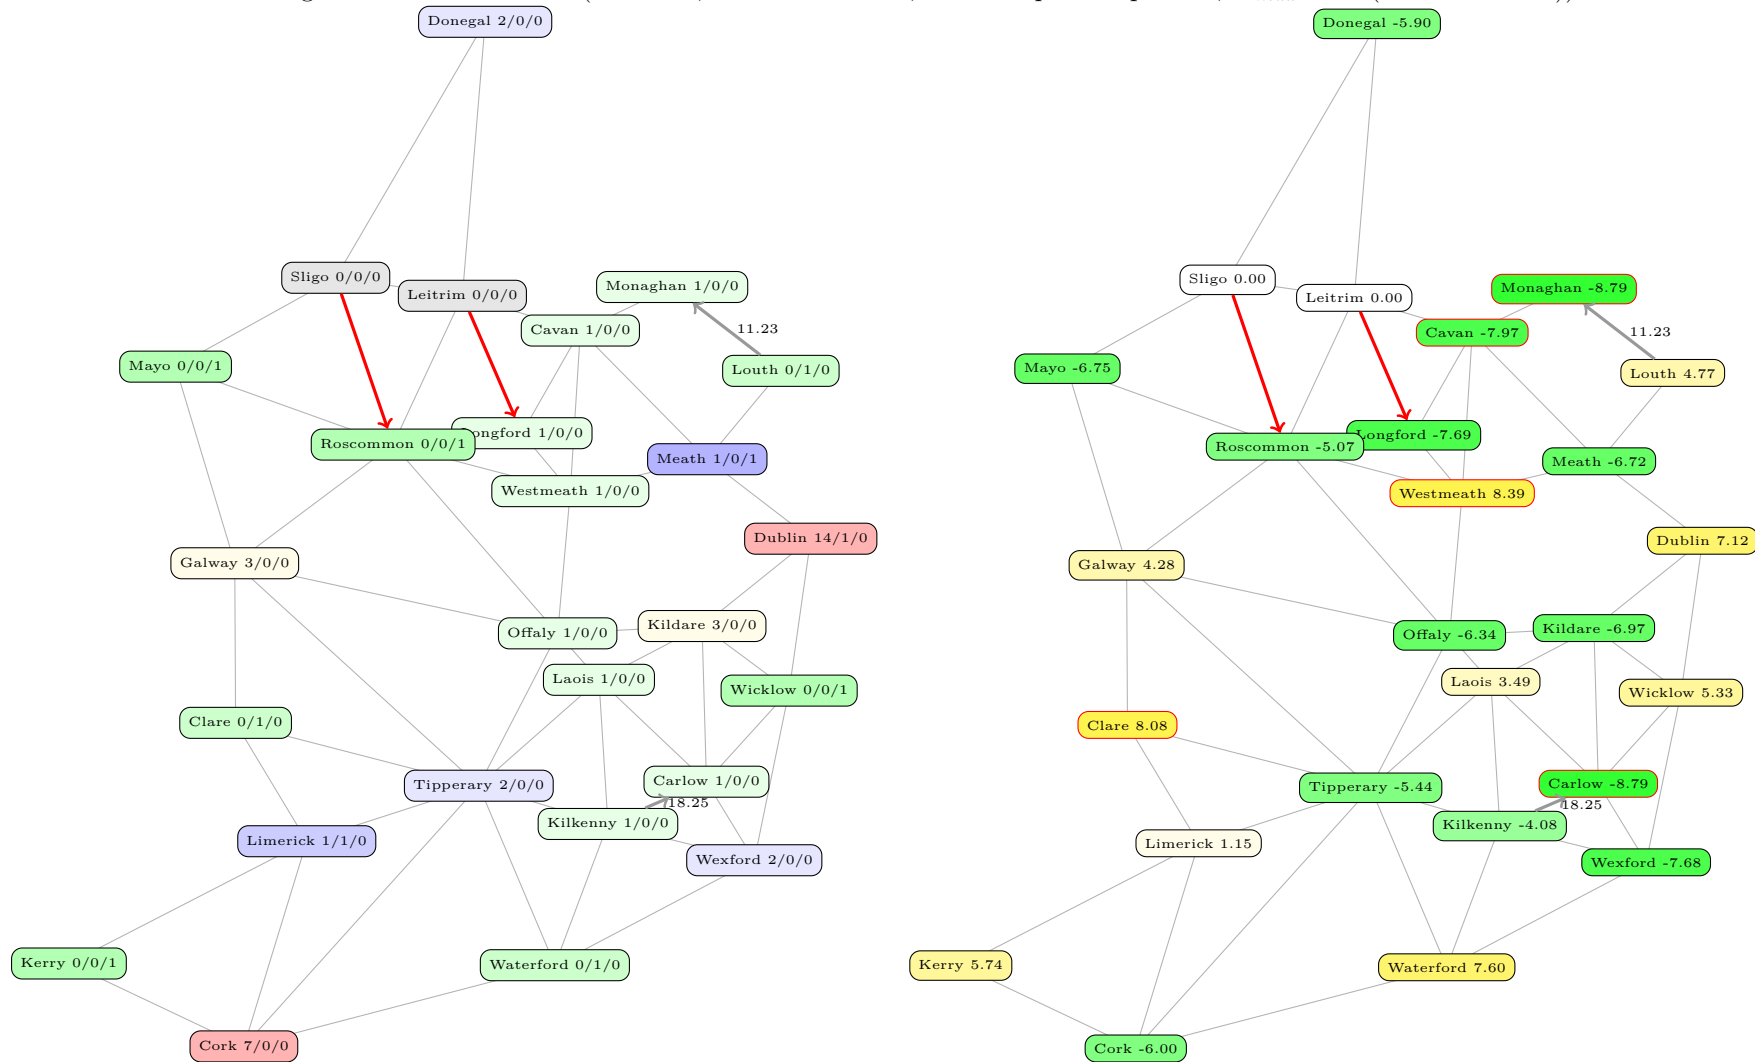 Donegal 2/0/0
Sligo 0/0/0
Leitrim 0/0/0
Monaghan 1/0/0
Cavan 1/0/0
11.23
Mayo 0/0/1
Louth 0/1/0
Roscommon 0/0/1
ongford 1/0/0
Meath 1/0/1
Westmeath 1/0/0
Dublin 14/1/0
Galway 3/0/0
Offaly 1/0/0
Kildare 3/0/0
Laois 1/0/0
Wicklow 0/0/1
Clare 0/1/0
Tipperary 2/0/0
Carlow 1/0/0
18.25
Kilkenny 1/0/0
Limerick 1/1/0
Wexford 2/0/0
Kerry 0/0/1
Waterford 0/1/0
Cork 7/0/0
Donegal -5.90
Sligo 0.00
Leitrim 0.00
Monaghan -8.79
Cavan -7.97
11.23
Mayo -6.75
Louth 4.77
Roscommon -5.07
Longford -7.69
Meath -6.72
Westmeath 8.39
Dublin 7.12
Galway 4.28
Offaly -6.34
Kildare -6.97
Laois 3.49
Wicklow 5.33
Clare 8.08
Tipperary -5.44
Carlow -8.79
18.25
Kilkenny -4.08
Limerick 1.15
Wexford -7.68
Kerry 5.74
Waterford 7.60
Cork -6.00